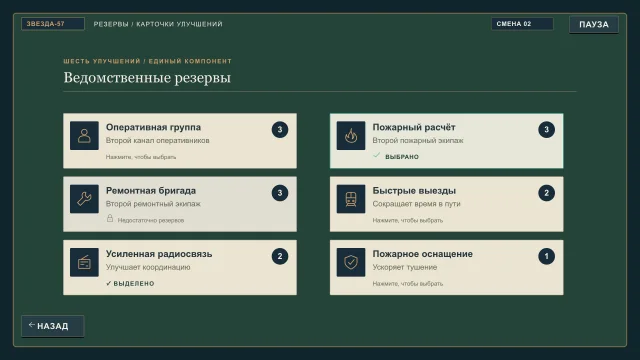 ЗВЕЗДА-57
РЕЗЕРВЫ / КАРТОЧКИ УЛУЧШЕНИЙ
СМЕНА 02
ПАУЗА
ШЕСТЬ УЛУЧШЕНИЙ / ЕДИНЫЙ КОМПОНЕНТ
Ведомственные резервы
Оперативная группа
3
Второй канал оперативников
Нажмите, чтобы выбрать
Пожарный расчёт
3
Второй пожарный экипаж
✓ ВЫБРАНО
Ремонтная бригада
3
Второй ремонтный экипаж
Недостаточно резервов
Быстрые выезды
2
Сокращает время в пути
Нажмите, чтобы выбрать
Усиленная радиосвязь
2
Улучшает координацию
✓ ВЫДЕЛЕНО
Пожарное оснащение
1
Ускоряет тушение
Нажмите, чтобы выбрать
← НАЗАД